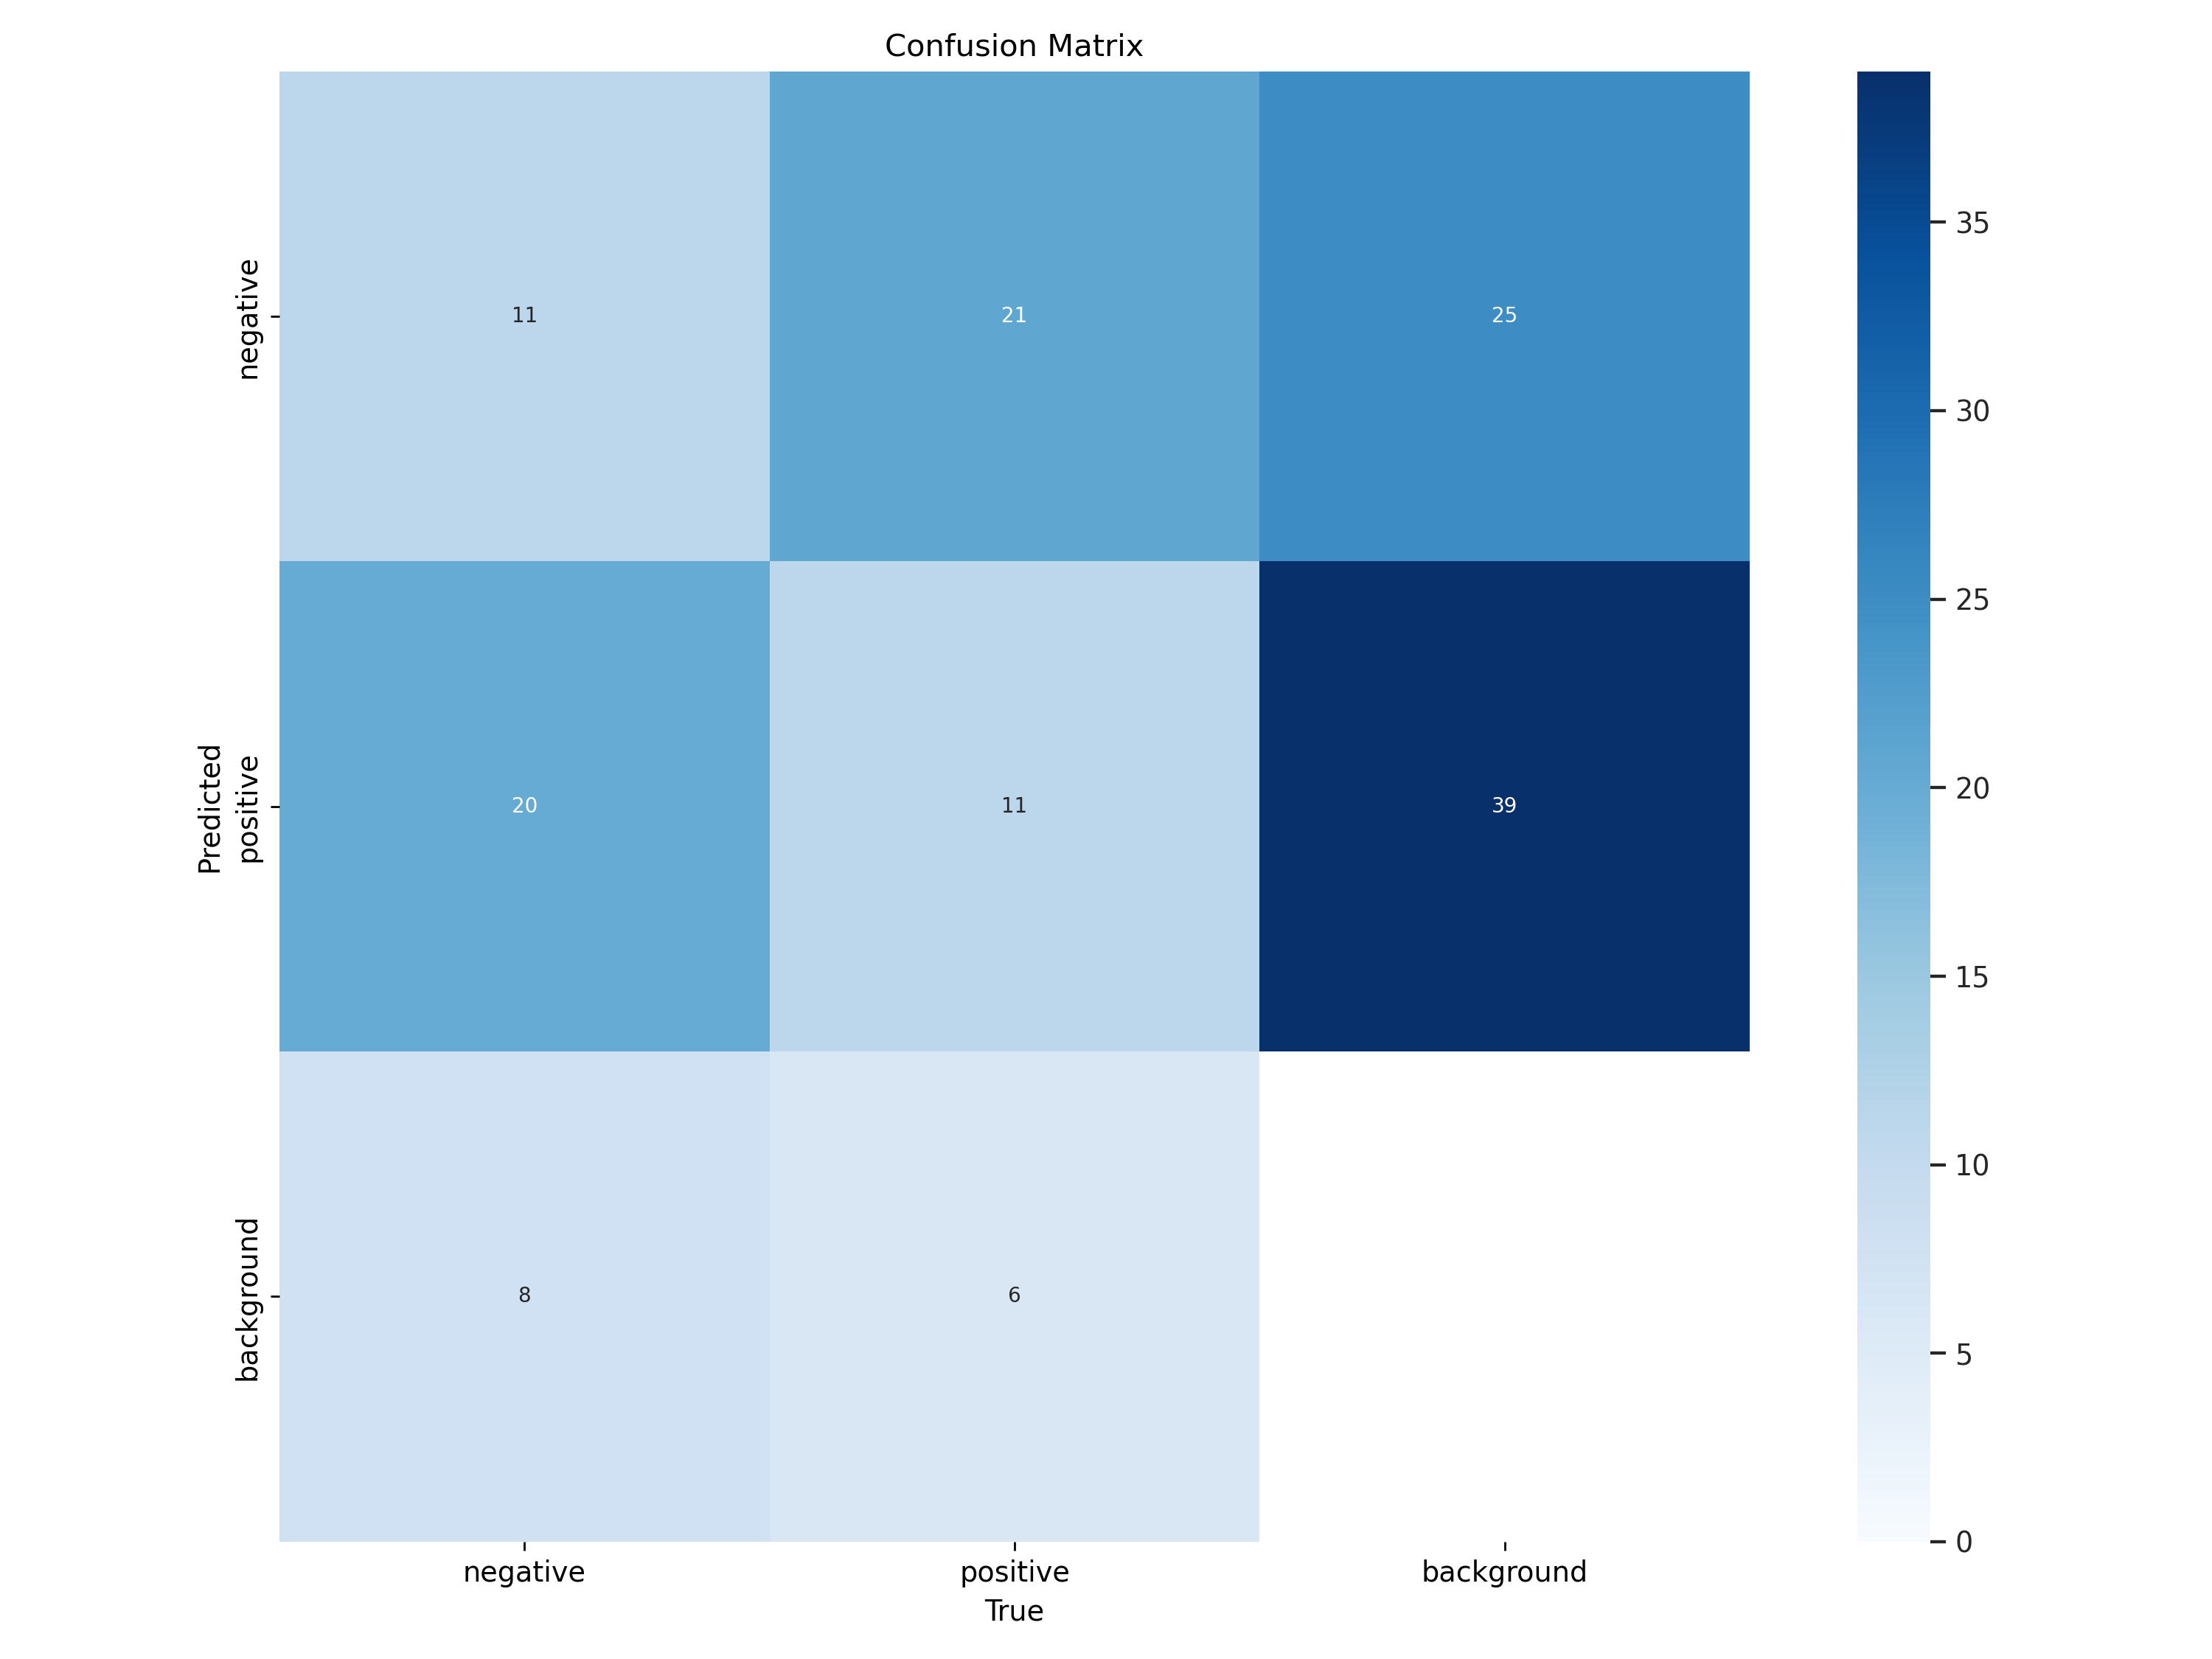 Confusion Matrix
negative
11
21
25
35
30
25
20
15
10
5
0
Predicted
positive
20
11
39
background
8
6
negative
positive
background
True